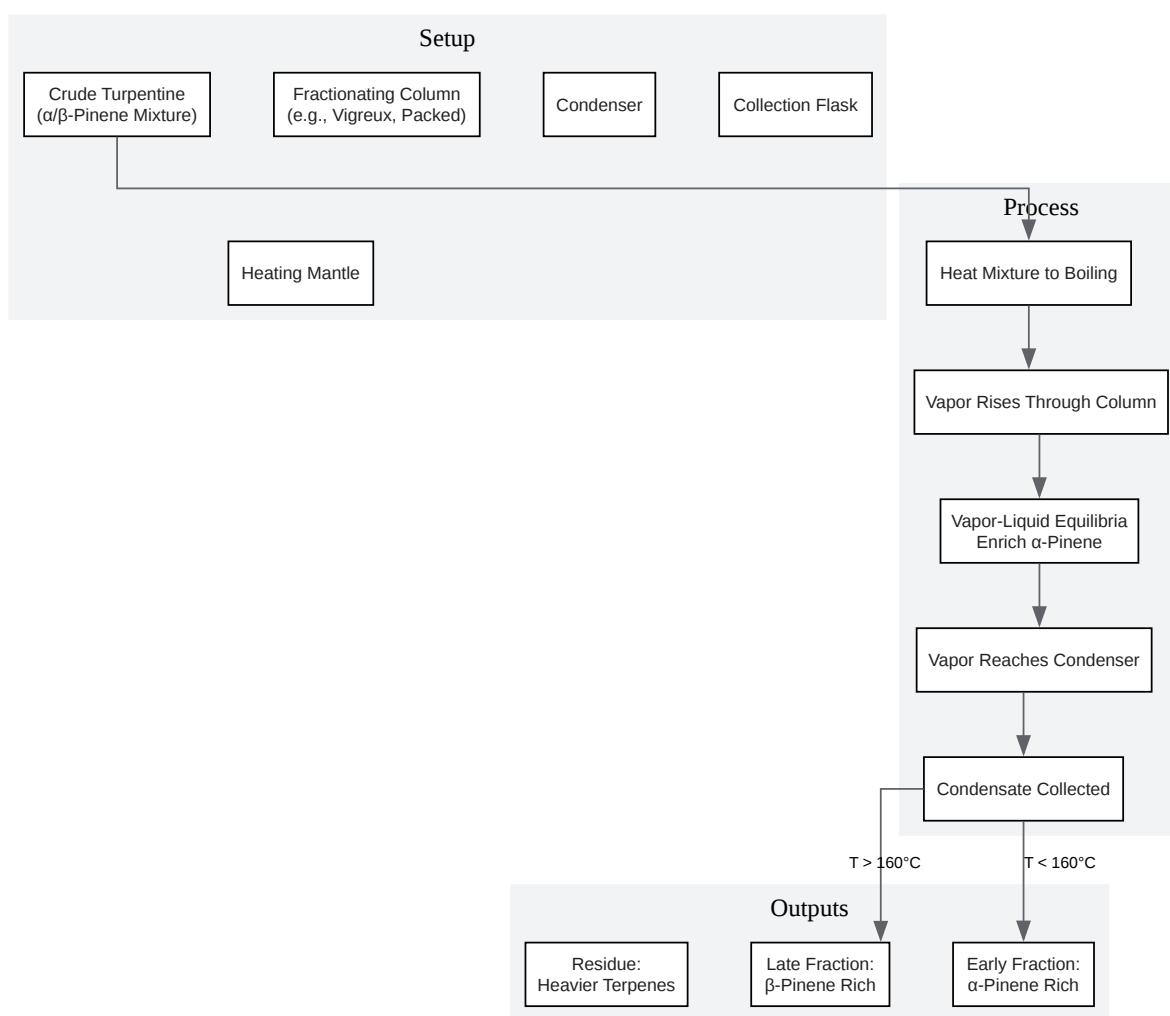 Setup
Crude Turpentine
(α/β-Pinene Mixture)
Fractionating Column
(e.g., Vigreux, Packed)
Condenser
Collection Flask
Heating Mantle
Process
Heat Mixture to Boiling
Vapor Rises Through Column
Vapor-Liquid Equilibria
Enrich α-Pinene
Vapor Reaches Condenser
Condensate Collected
T > 160°C
T < 160°C
Outputs
Residue:
Heavier Terpenes
Late Fraction:
β-Pinene Rich
Early Fraction:
α-Pinene Rich